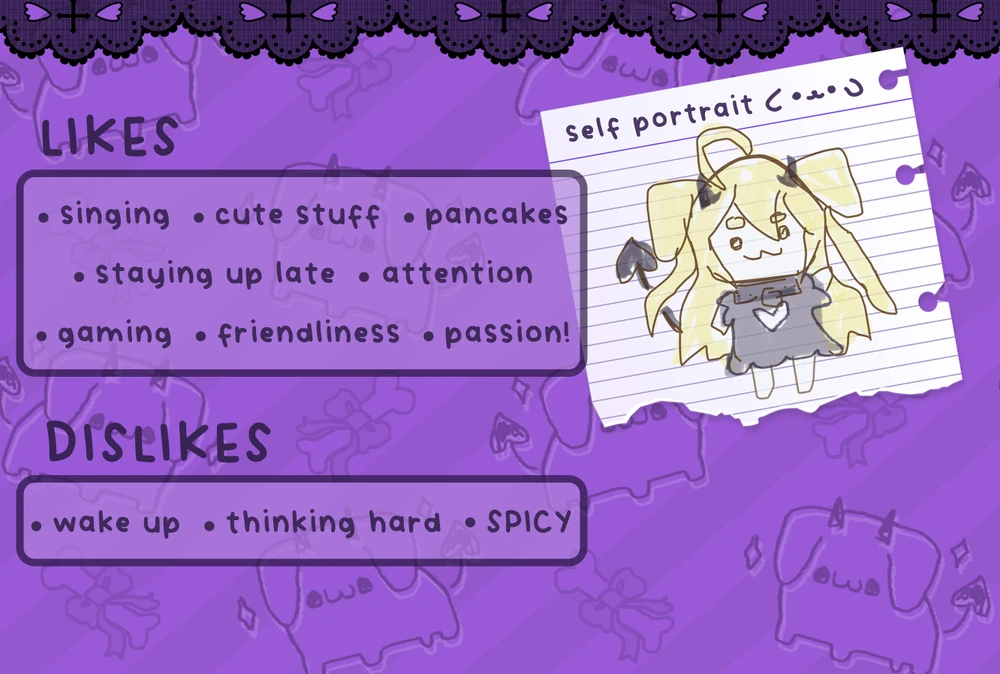 self portrait
LIKES
• singing • cute stuff • pancakes
• staying up late • attention
• gaming • friendliness • passion!
DISLIKES
• wake up • thinking hard • SPICY